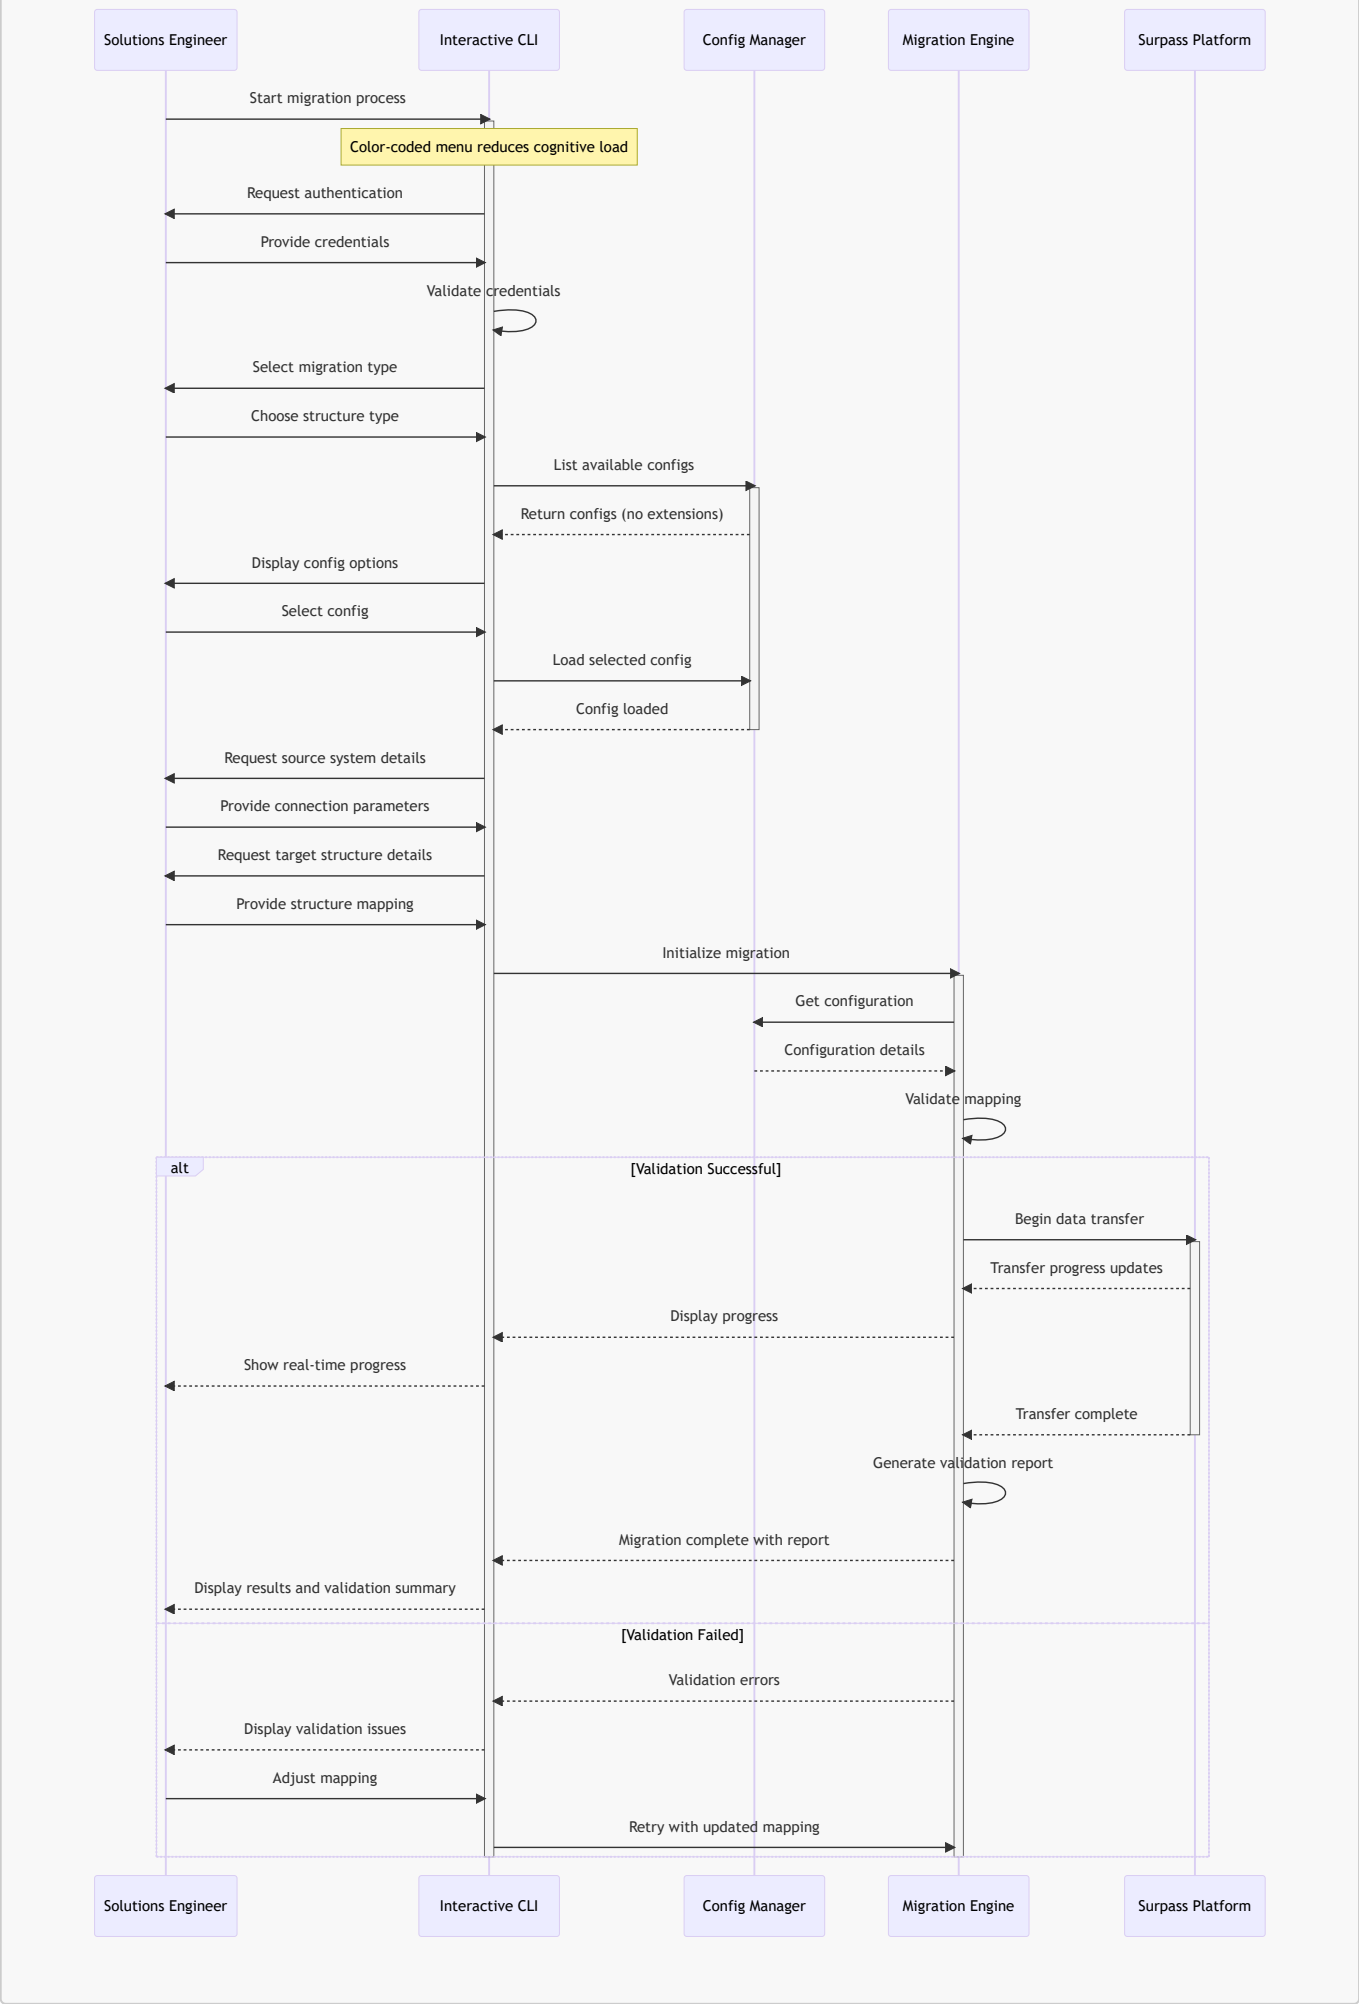 Solutions Engineer
Interactive CLI
Config Manager
Migration Engine
Surpass Platform
Start migration process
Color-coded menu reduces cognitive load
Request authentication
Provide credentials
Validate credentials
Select migration type
Choose structure type
List available configs
Return configs (no extensions)
Display config options
Select config
Load selected config
Config loaded
Request source system details
Provide connection parameters
Request target structure details
Provide structure mapping
Initialize migration
Get configuration
Configuration details
Validate mapping
alt
[Validation Successful]
Begin data transfer
Transfer progress updates
Display progress
Show real-time progress
Transfer complete
Generate validation report
Migration complete with report
Display results and validation summary
[Validation Failed]
Validation errors
Display validation issues
Adjust mapping
Retry with updated mapping
Solutions Engineer
Interactive CLI
Config Manager
Migration Engine
Surpass Platform